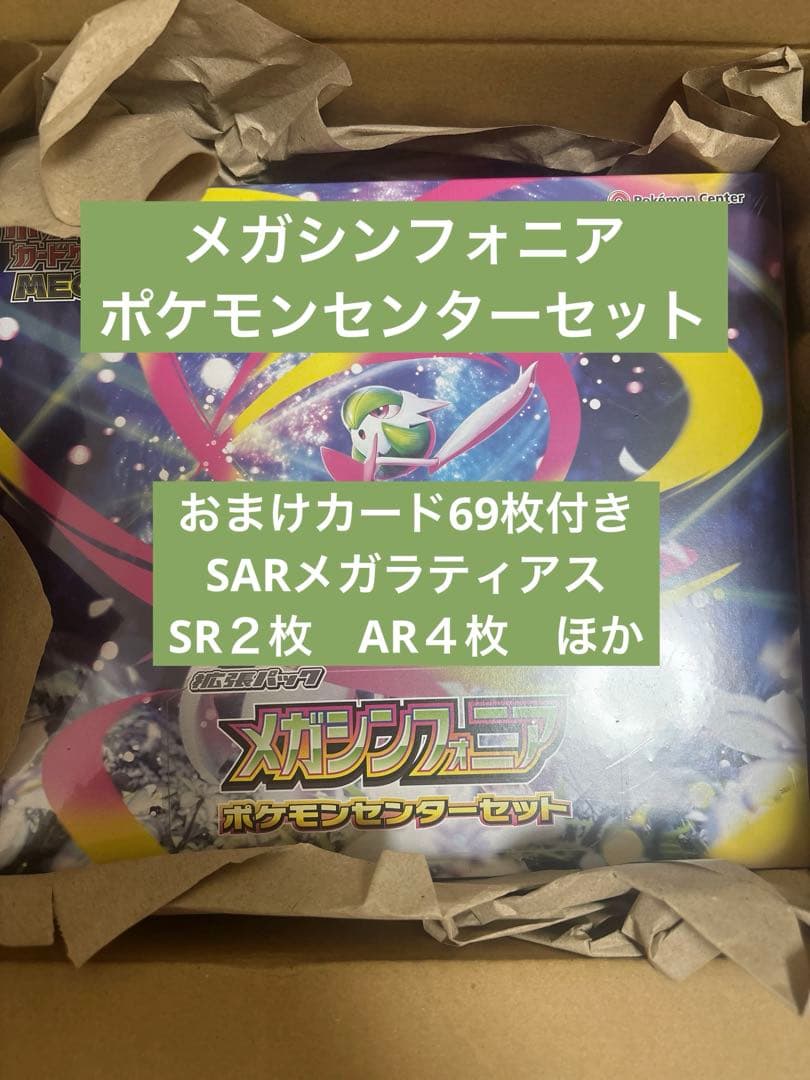 Pokémon Center
メガシンフォニア
ポケモンセンターセット
おまけカード69枚付き
SARメガラティアス
SR２枚　AR４枚　ほか
拡張パック
メガシンフォニア
ポケモンセンターセット